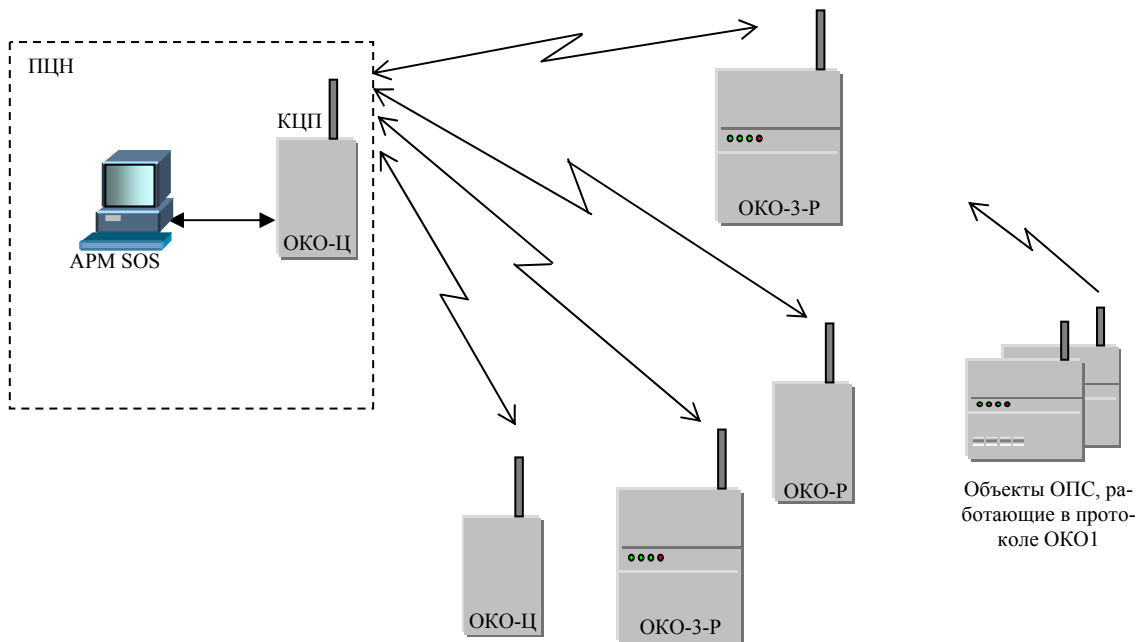 ПЦН
КЦП
ОКО-Ц
АРМ SOS
ОКО-3-Р
ОКО-Р
ОКО-Ц
ОКО-3-Р
Объекты ОПС, ра-
ботающие в прото-
коле ОКО1